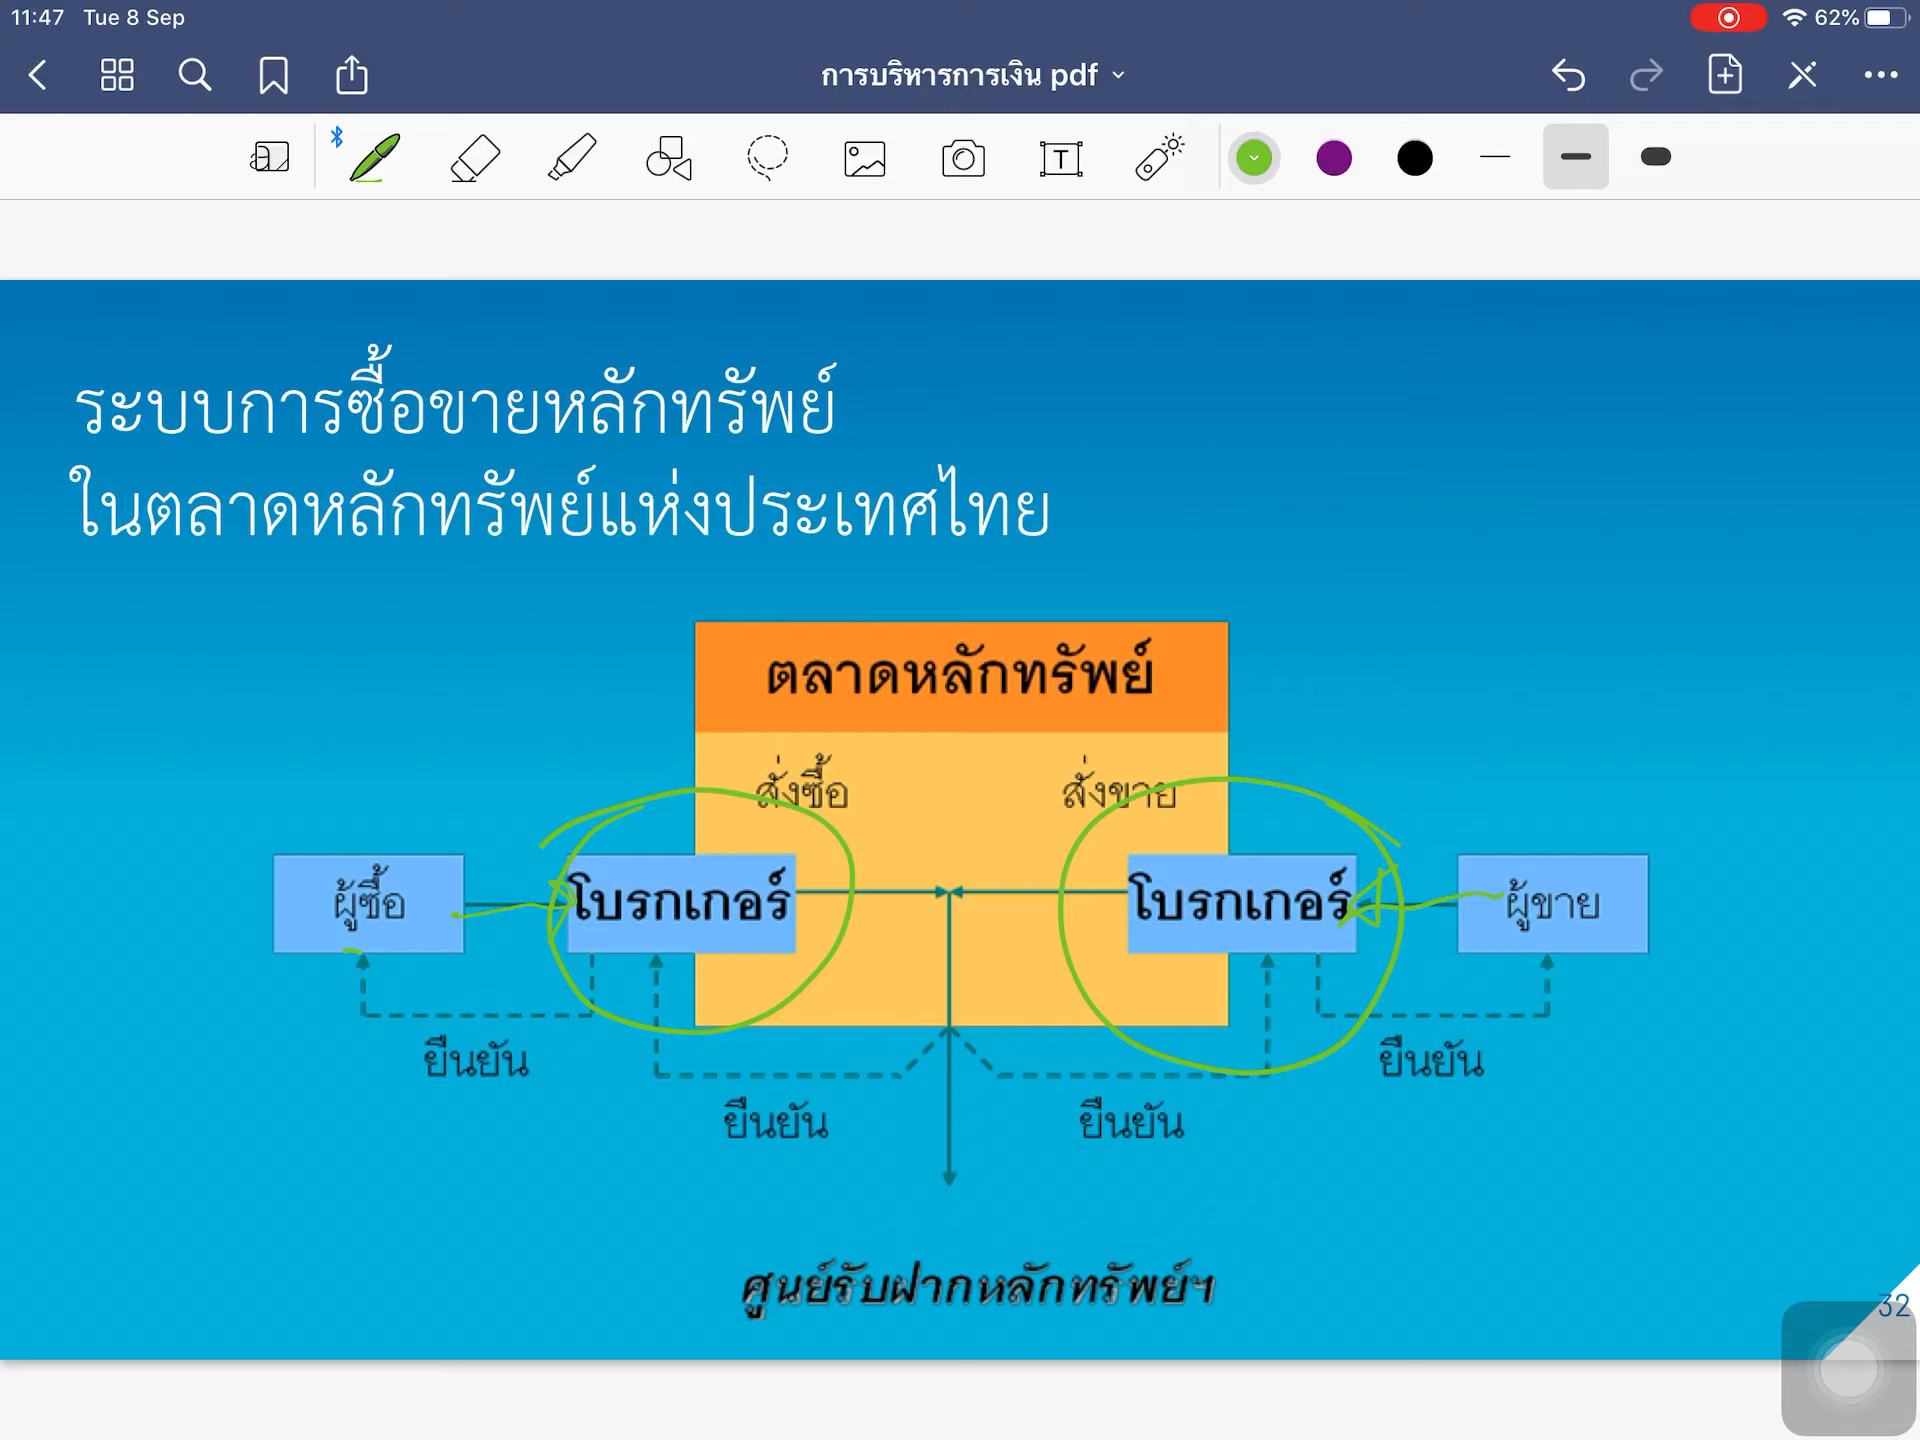 11:47 Tue 8 Sep
62%
การบริหารการเงิน pdf
ระบบการซื้อขายหลักทรัพย์
ในตลาดหลักทรัพย์แห่งประเทศไทย
ตลาดหลักทรัพย์
สั่งซื้อ สั่งขาย
ผู้ซื้อ โบรกเกอร์ โบรกเกอร์ ผู้ขาย
ยืนยัน ยืนยัน
ยืนยัน ยืนยัน
ศูนย์รับฝากหลักทรัพย์ฯ
32